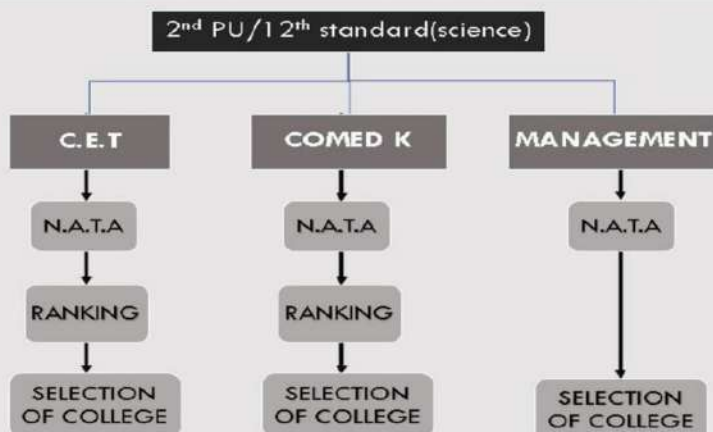 2ⁿᵈ PU/12ᵗʰ standard(science)
C.E.T
COMED K
MANAGEMENT
N.A.T.A
N.A.T.A
N.A.T.A
RANKING
RANKING
SELECTION
OF COLLEGE
SELECTION
OF COLLEGE
SELECTION
OF COLLEGE